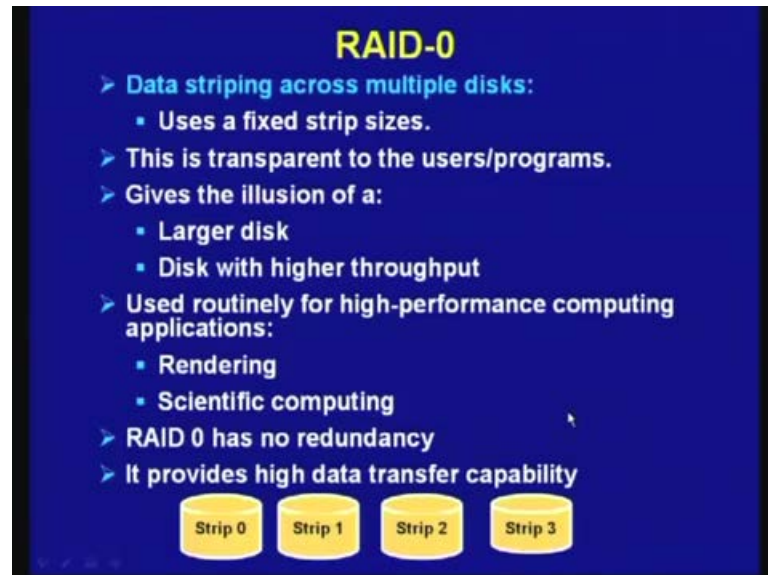 RAID-0
➤ Data striping across multiple disks:
▪ Uses a fixed strip sizes.
➤ This is transparent to the users/programs.
➤ Gives the illusion of a:
▪ Larger disk
▪ Disk with higher throughput
➤ Used routinely for high-performance computing
applications:
▪ Rendering
▪ Scientific computing
➤ RAID 0 has no redundancy
➤ It provides high data transfer capability
Strip 0 Strip 1 Strip 2 Strip 3